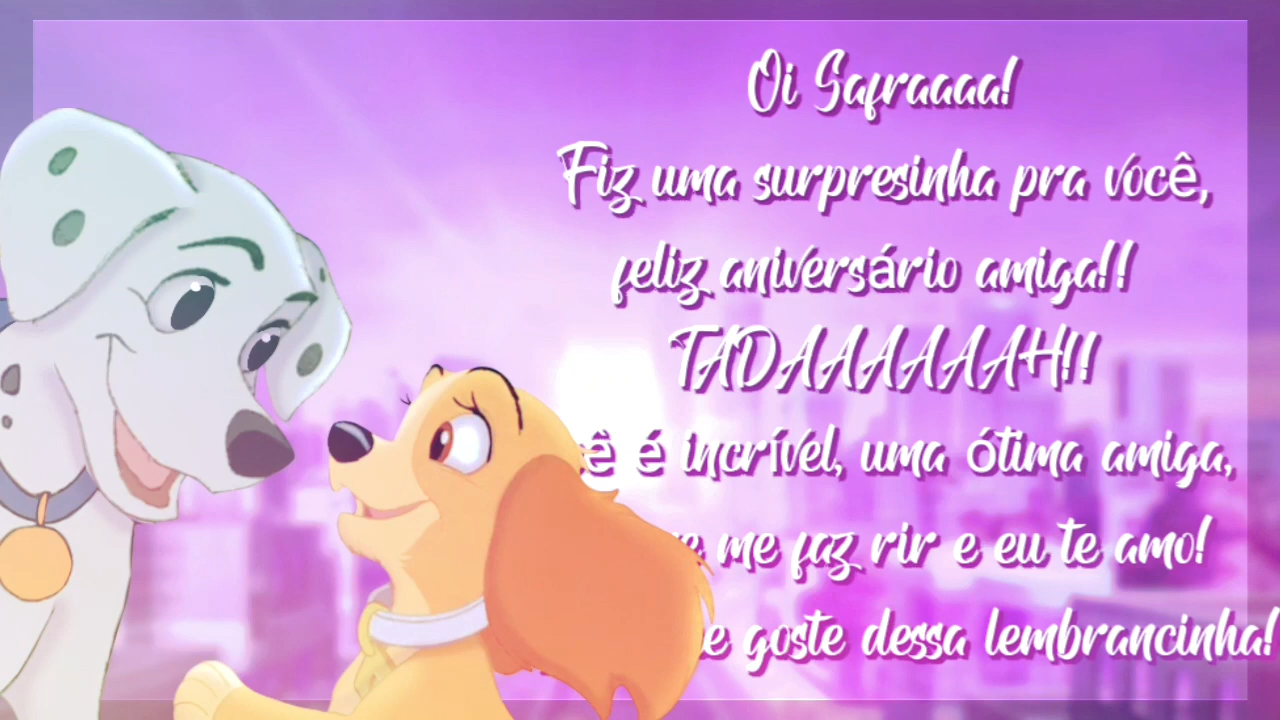 Oi Safraaaa!
Fiz uma surpresinha pra você,
feliz aniversário amiga!!
TADAAAAAAAH!!
é incrível, uma ótima amiga,
me faz rir e eu te amo!
goste dessa lembrancinha!